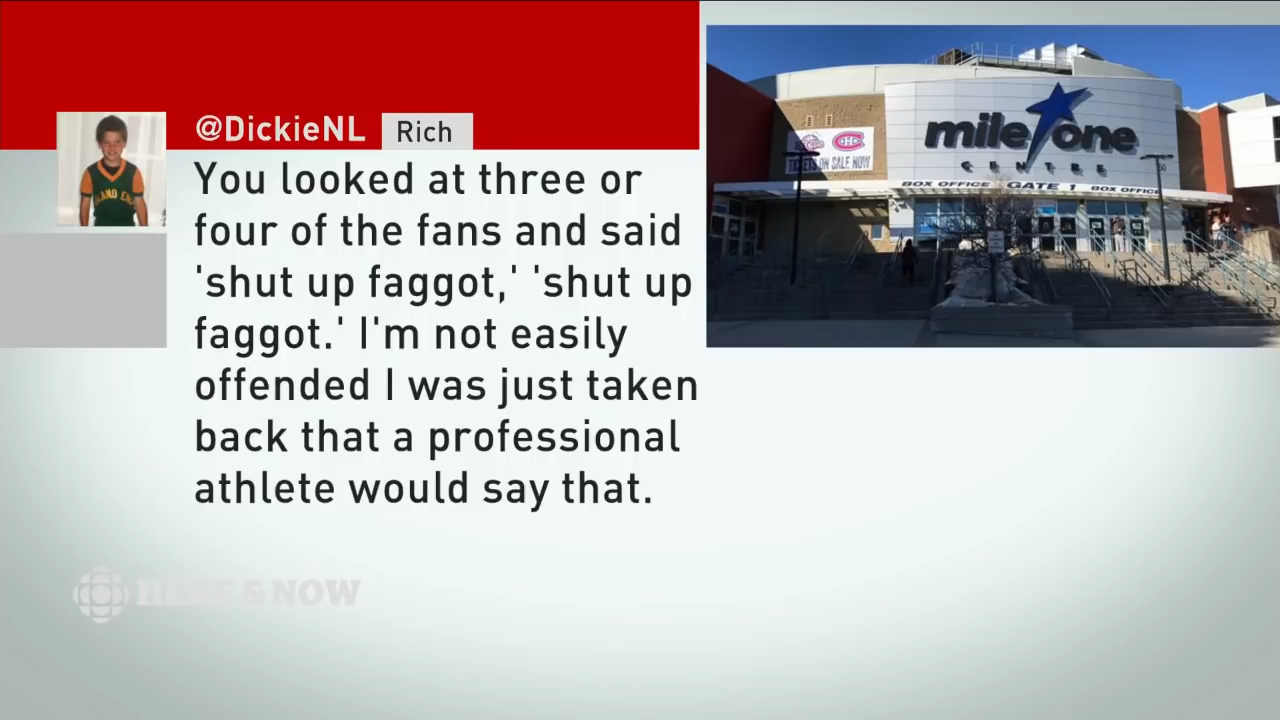 @DickieNL Rich
You looked at three or
four of the fans and said
'shut up faggot,' 'shut up
faggot.' I'm not easily
offended I was just taken
back that a professional
athlete would say that.
HERE & NOW
mile one
CENTRE
TICKETS ON SALE NOW
BOX OFFICE GATE 1 BOX OFFICE